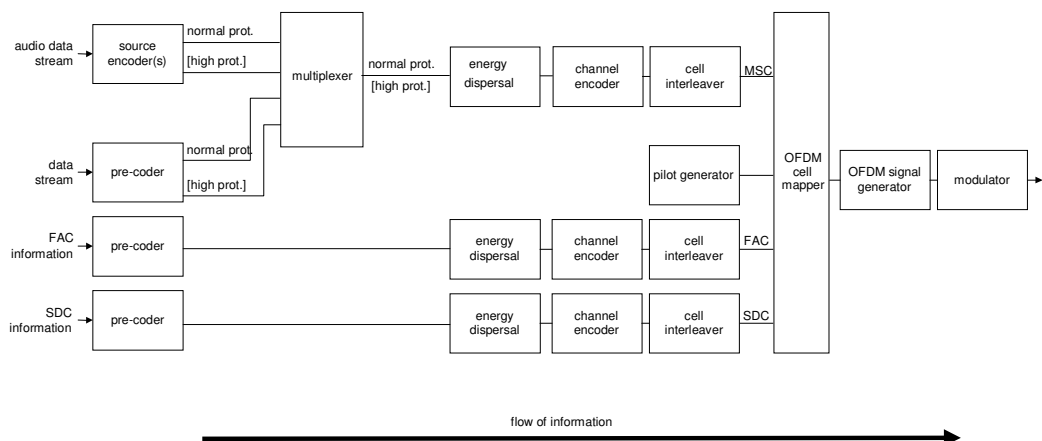 audio data
stream
source
encoder(s)
normal prot.
[high prot.]
multiplexer
normal prot.
[high prot.]
energy
dispersal
channel
encoder
cell
interleaver
MSC
data
stream
pre-coder
normal prot.
[high prot.]
pilot generator
OFDM
cell
mapper
OFDM signal
generator
modulator
FAC
information
pre-coder
energy
dispersal
channel
encoder
cell
interleaver
FAC
SDC
information
pre-coder
energy
dispersal
channel
encoder
cell
interleaver
SDC
flow of information